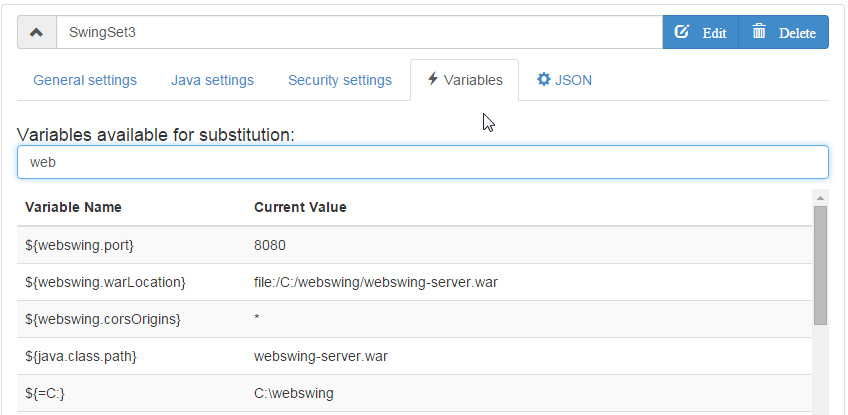 SwingSet3 Edit Delete
General settings Java settings Security settings Variables JSON
Variables available for substitution:
web
Variable Name Current Value
${webswing.port} 8080
${webswing.warLocation} file:/C:/webswing/webswing-server.war
${webswing.corsOrigins} *
${java.class.path} webswing-server.war
${=C:} C:\webswing